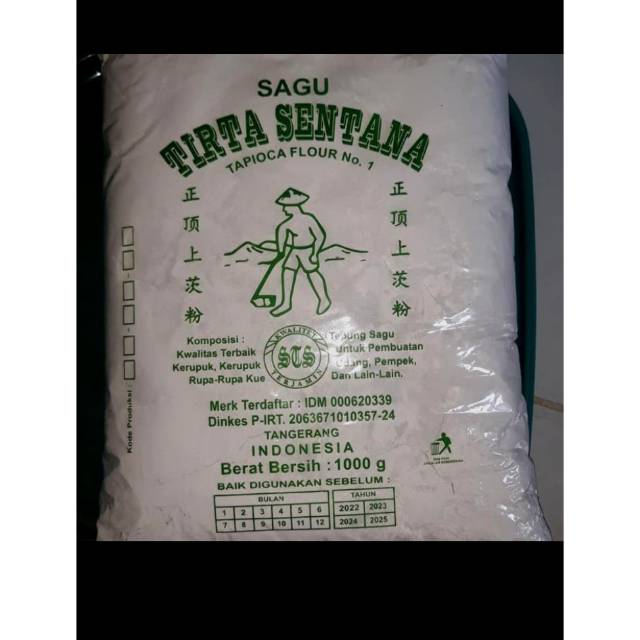 SAGU
TIRTA SENTANA
TAPIOCA FLOUR No. 1
正顶上茨粉
正顶上茨粉
Komposisi : Tepung Sagu
Kwalitas Terbaik Untuk Pembuatan
Kerupuk, Kerupuk Udang, Pempek,
Rupa-Rupa Kue Dan Lain-Lain.
KWALITET
STS
TERJAMIN
Merk Terdaftar : IDM 000620339
Dinkes P-IRT. 2063671010357-24
TANGERANG
INDONESIA
Berat Bersih : 1000 g
BAIK DIGUNAKAN SEBELUM :
BULAN TAHUN
1 2 3 4 5 6 2022 2023
7 8 9 10 11 12 2024 2025
Kode Produksi :